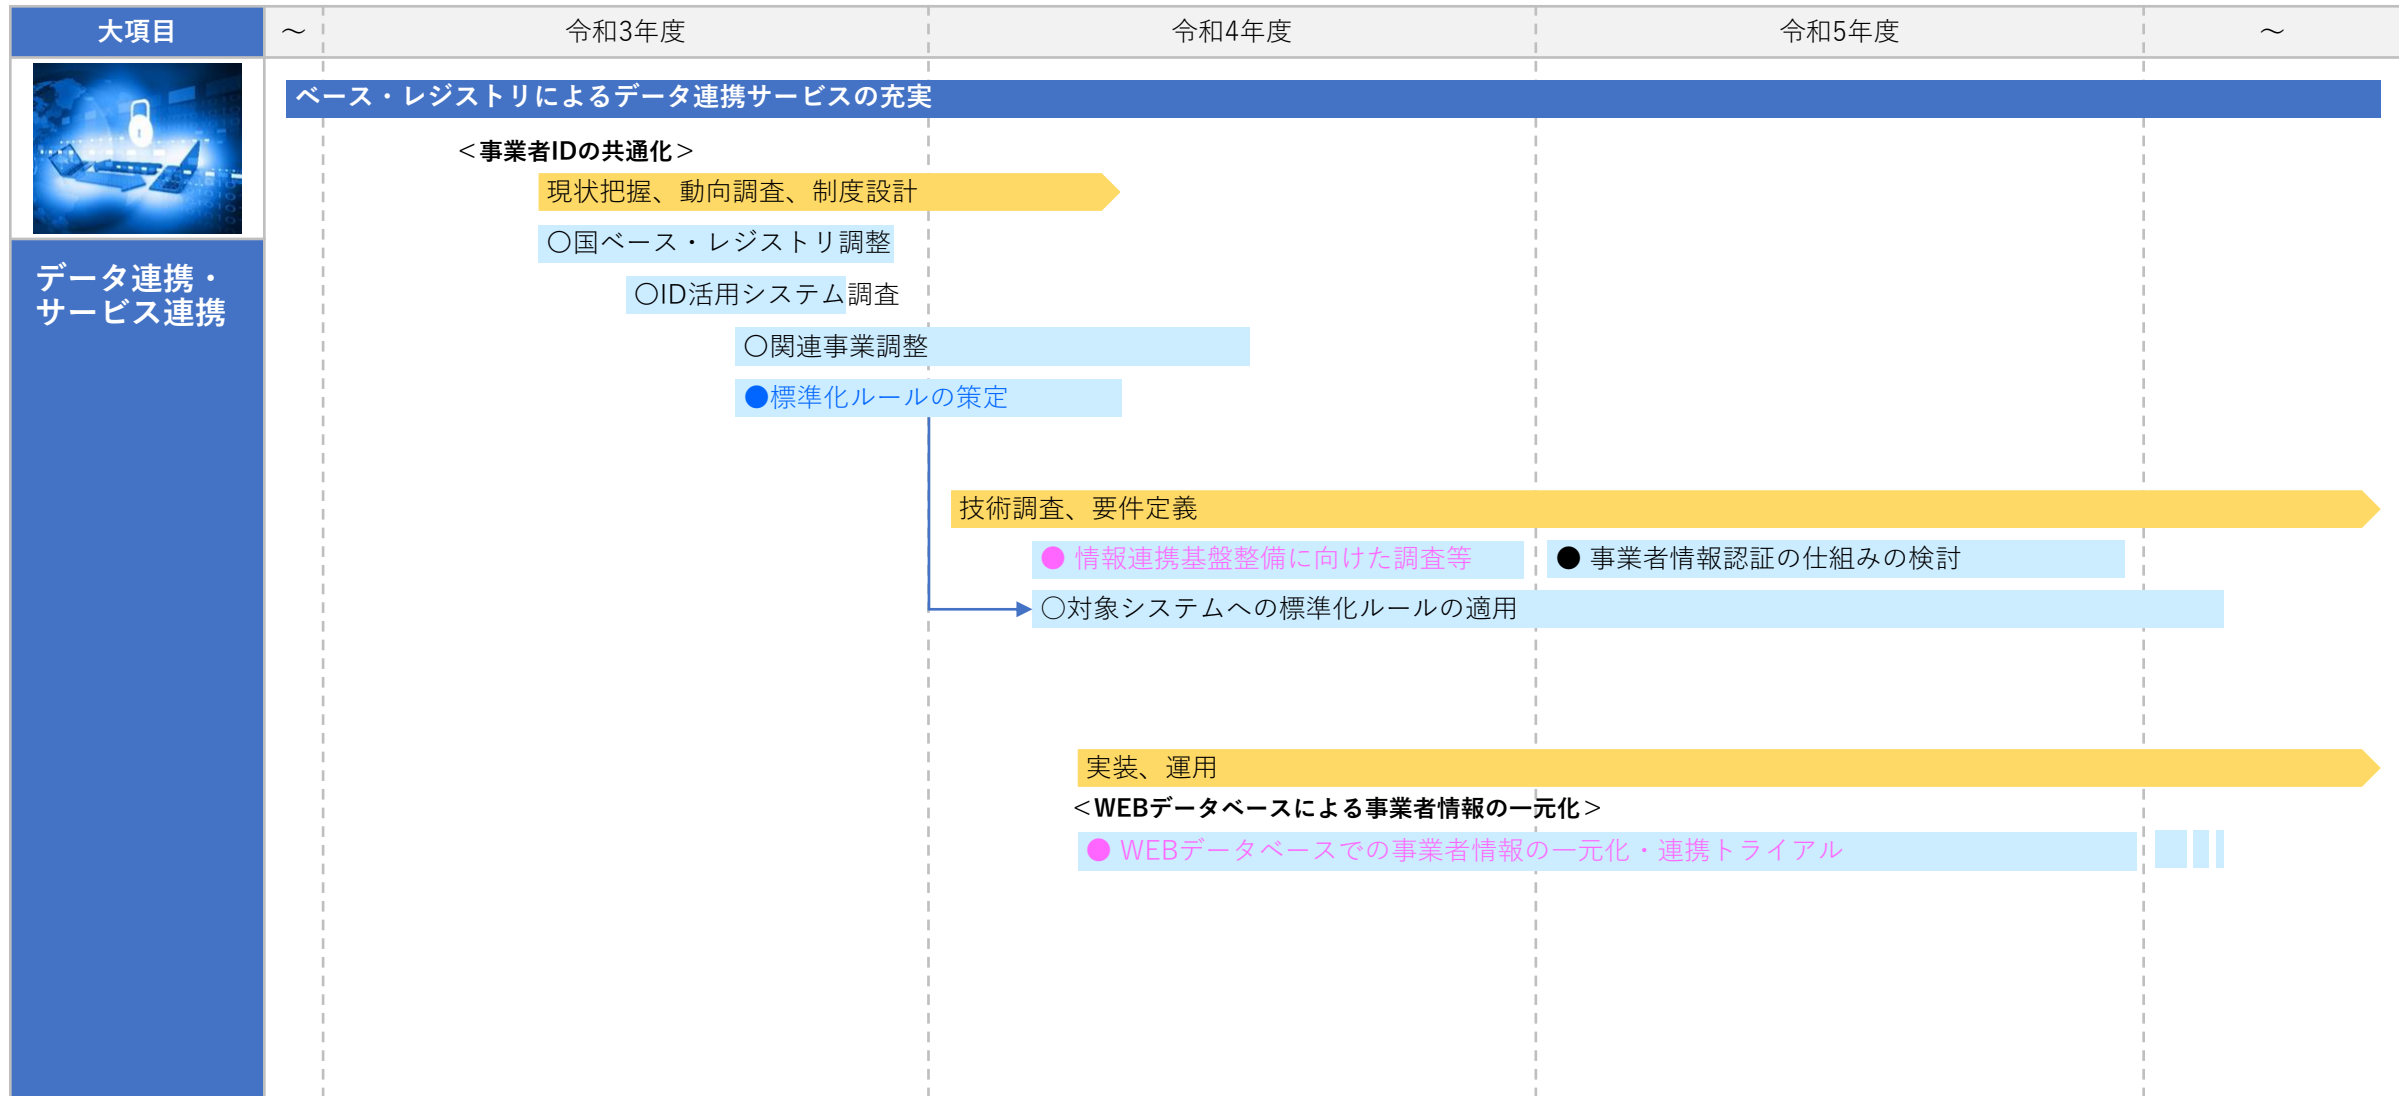 大項目
～
令和3年度
令和4年度
令和5年度
～
データ連携・
サービス連携
ベース・レジストリによるデータ連携サービスの充実
＜事業者IDの共通化＞
現状把握、動向調査、制度設計
〇国ベース・レジストリ調整
〇ID活用システム調査
〇関連事業調整
●標準化ルールの策定
技術調査、要件定義
● 情報連携基盤整備に向けた調査等
● 事業者情報認証の仕組みの検討
〇対象システムへの標準化ルールの適用
実装、運用
＜WEBデータベースによる事業者情報の一元化＞
● WEBデータベースでの事業者情報の一元化・連携トライアル